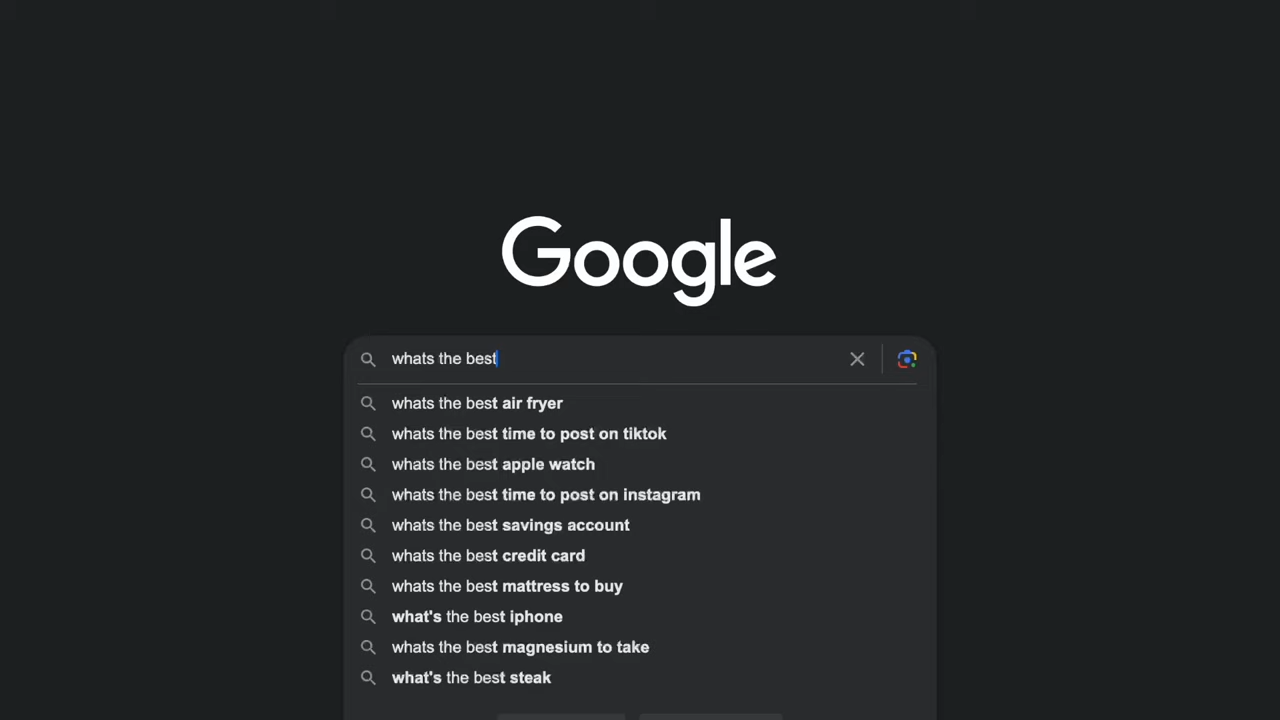 Google
whats the best
whats the best air fryer
whats the best time to post on tiktok
whats the best apple watch
whats the best time to post on instagram
whats the best savings account
whats the best credit card
whats the best mattress to buy
what's the best iphone
whats the best magnesium to take
what's the best steak